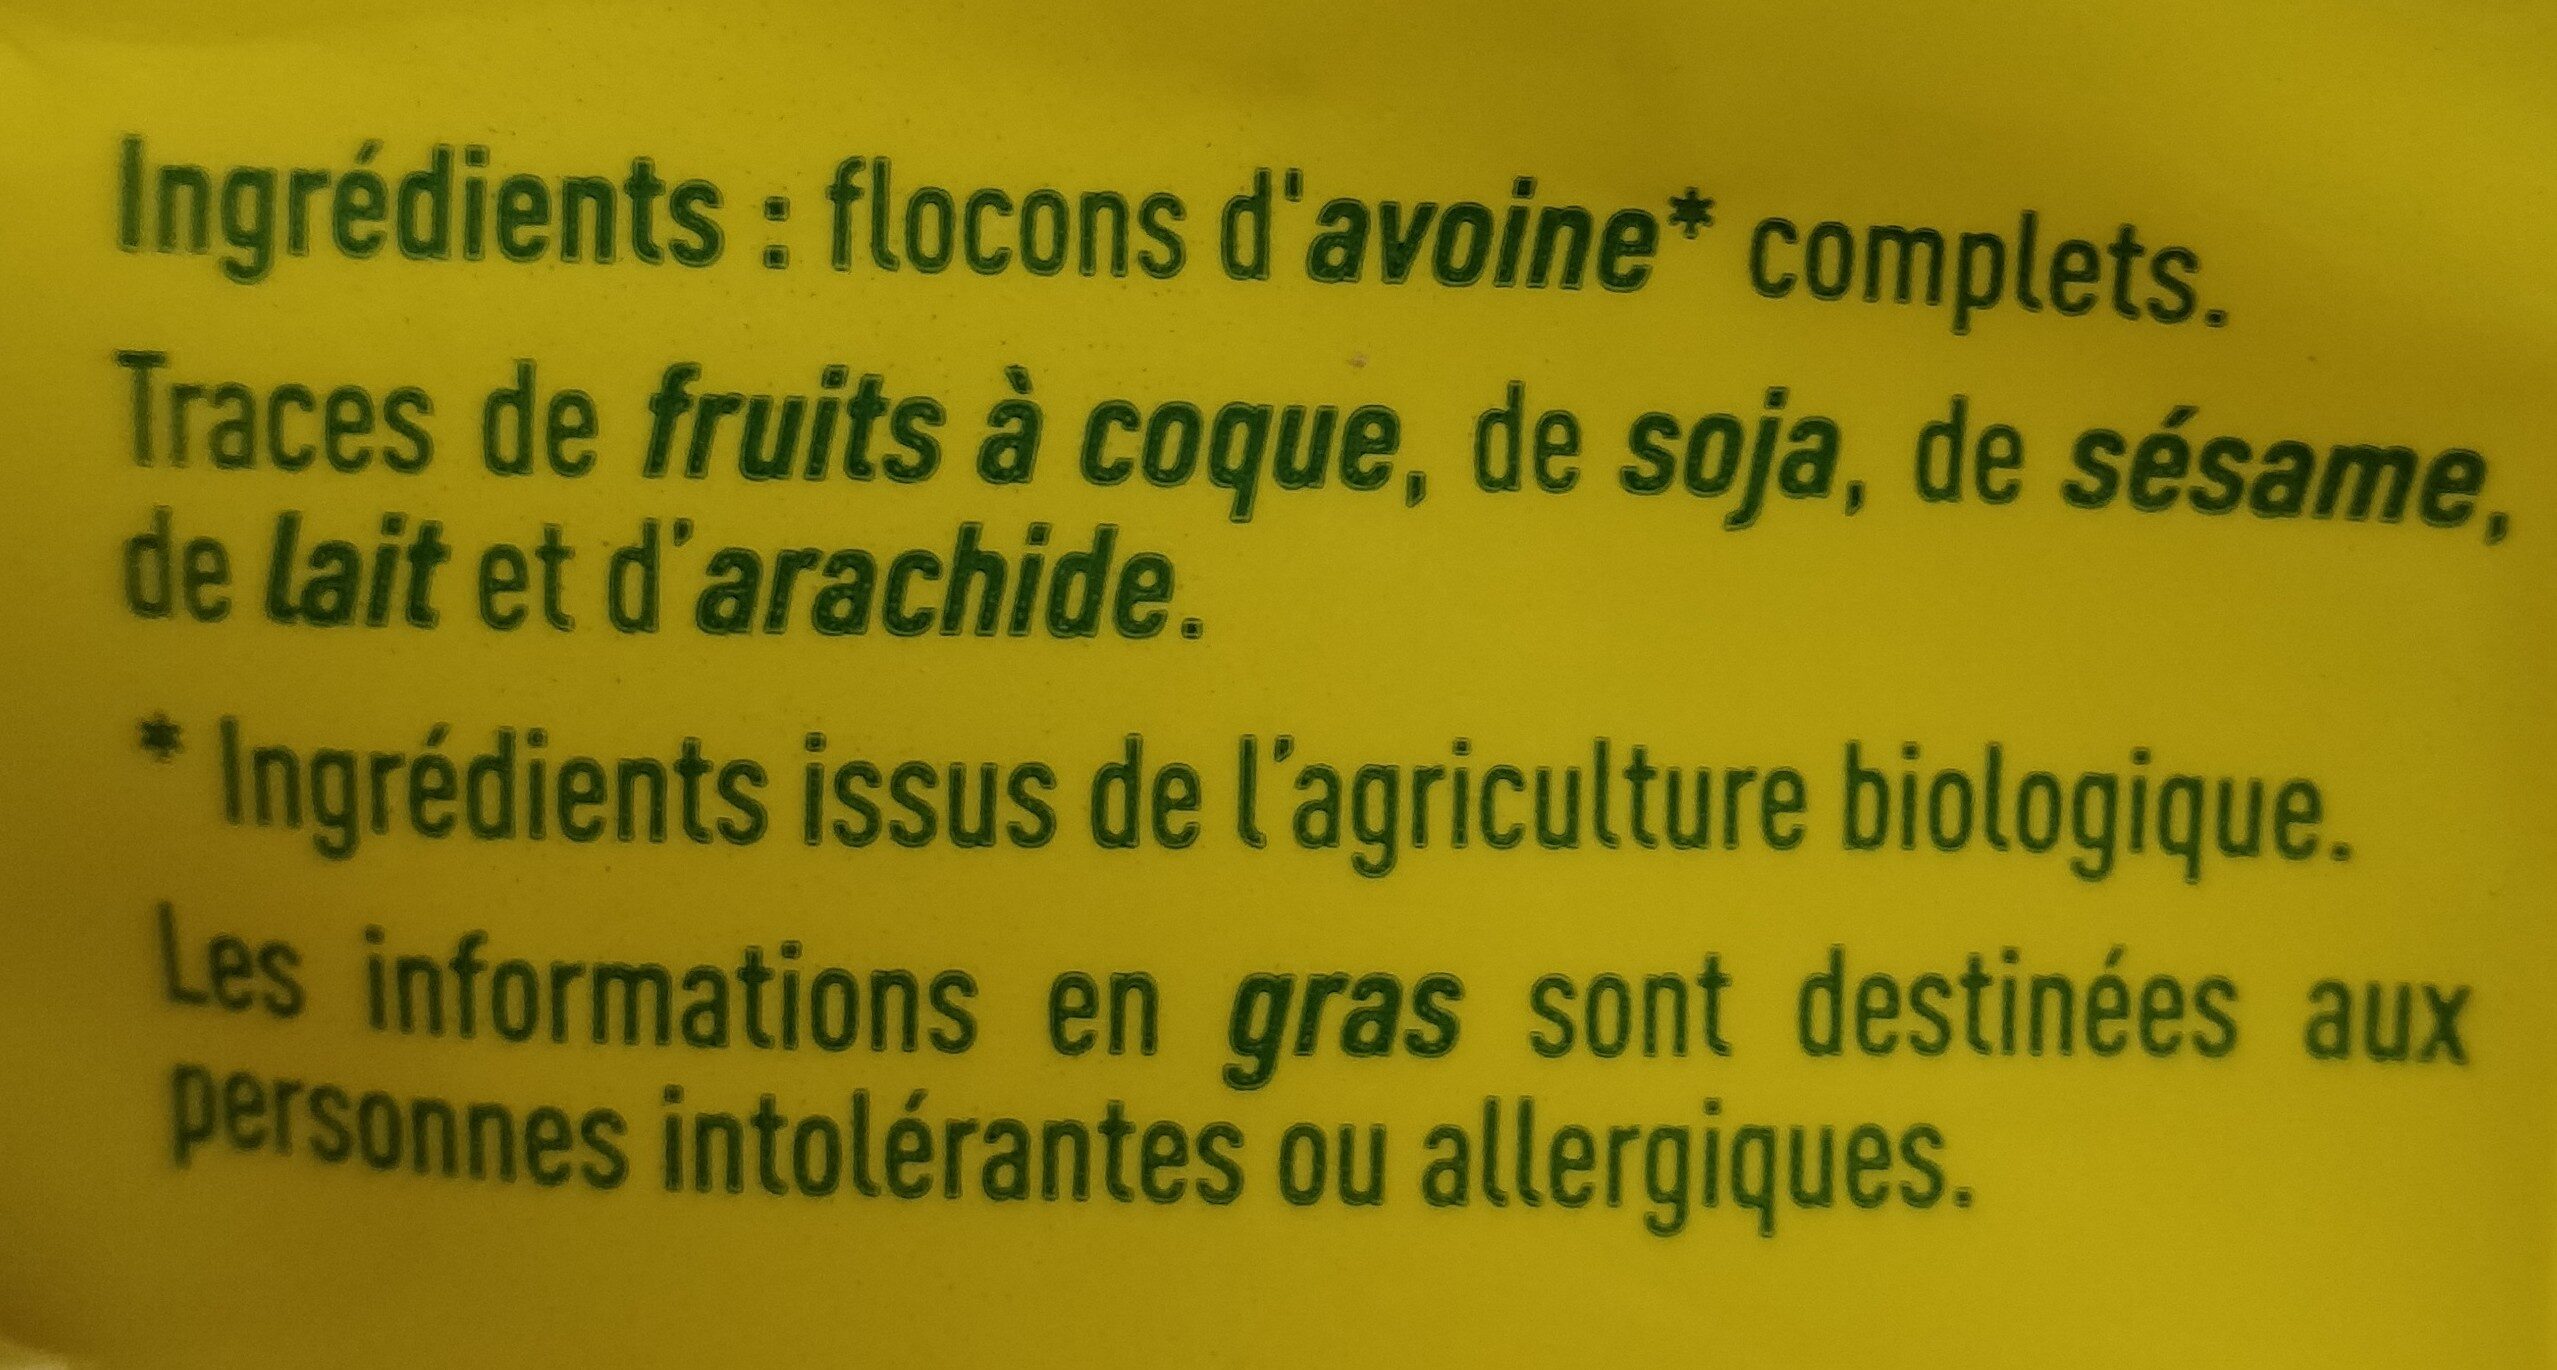 Ingrédients : flocons d'avoine* complets.
Traces de fruits à coque, de soja, de sésame,
de lait et d’arachide.
* Ingrédients issus de l’agriculture biologique.
Les informations en gras sont destinées aux
personnes intolérantes ou allergiques.